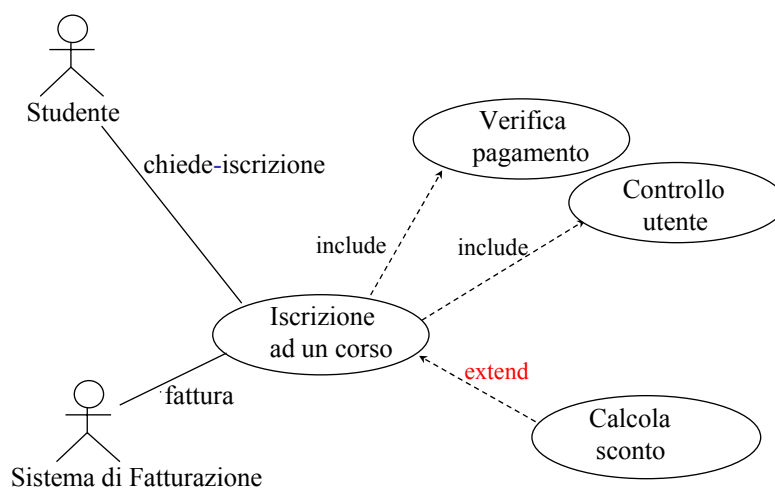 Studente
chiede-iscrizione
Verifica
pagamento
Controllo
utente
include
include
Iscrizione
ad un corso
extend
fattura
Calcola
sconto
Sistema di Fatturazione